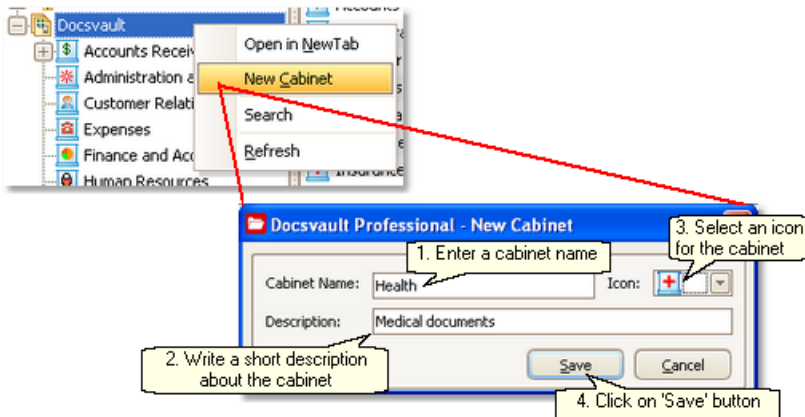 Docsvault
Accounts Receiv
Administration a
Customer Relati
Expenses
Finance and Acc
Human Resources
Open in NewTab
New Cabinet
Search
Refresh
Accounts
Insurance
Docsvault Professional - New Cabinet
3. Select an icon
for the cabinet
1. Enter a cabinet name
Cabinet Name:
Health
Icon:
Description:
Medical documents
2. Write a short description
about the cabinet
Save
Cancel
4. Click on 'Save' button